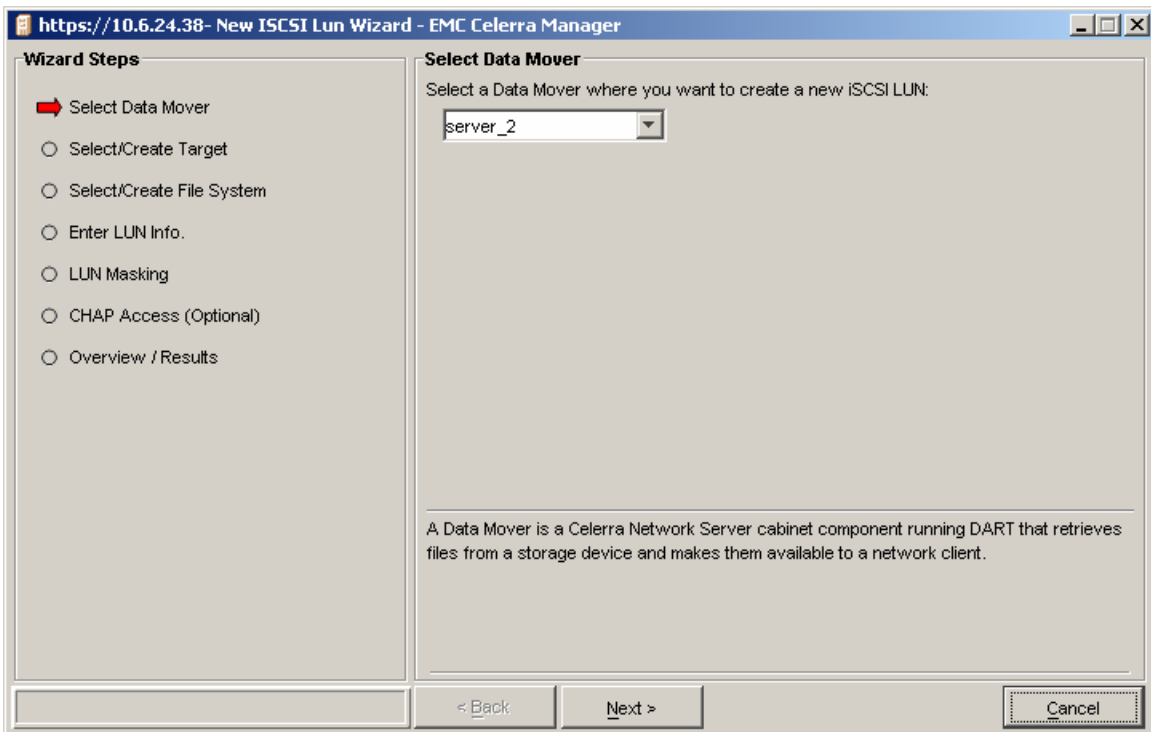 https://10.6.24.38- New ISCSI Lun Wizard - EMC Celerra Manager
Wizard Steps
Select Data Mover
Select/Create Target
Select/Create File System
Enter LUN Info.
LUN Masking
CHAP Access (Optional)
Overview / Results
Select Data Mover
Select a Data Mover where you want to create a new iSCSI LUN:
server_2
A Data Mover is a Celerra Network Server cabinet component running DART that retrieves
files from a storage device and makes them available to a network client.
< Back
Next >
Cancel